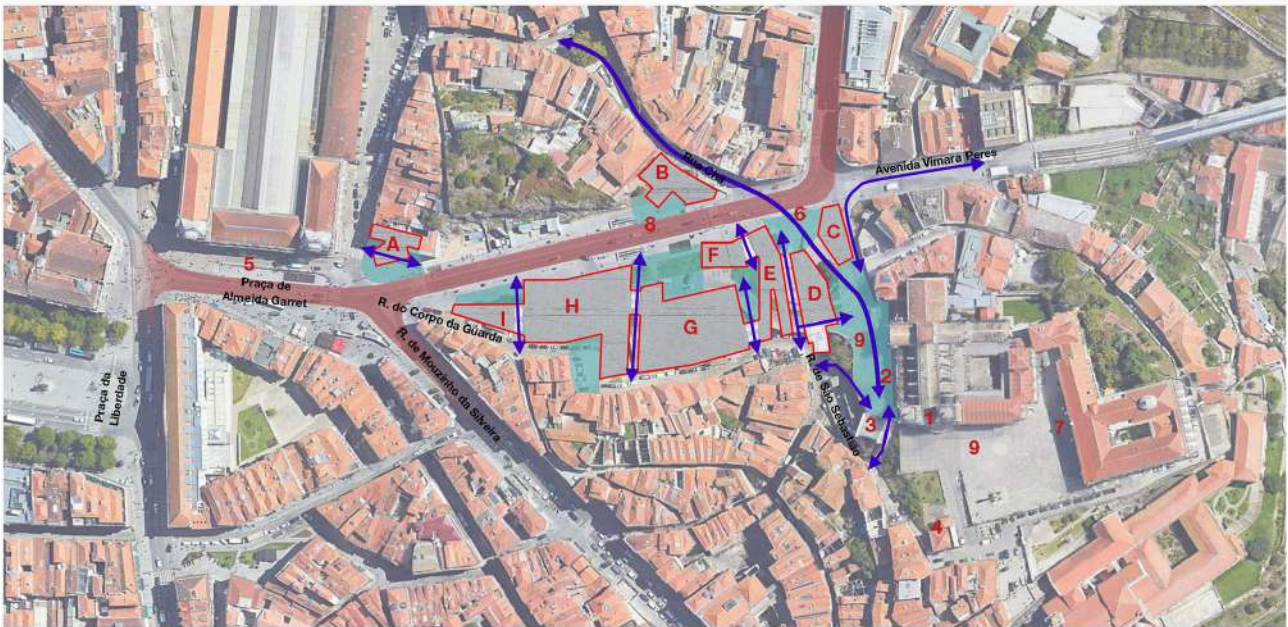 Rua Chã
B
Avenida Vimara Peres
8
6
C
A
F
5
E
Praça de
Almeida Garret
D
R. do Corpo da Guarda
I
H
G
9
R. de Mouzinho da Silveira
R. de São Sebastião
2
Praça da
Liberdade
3
1
7
9
4